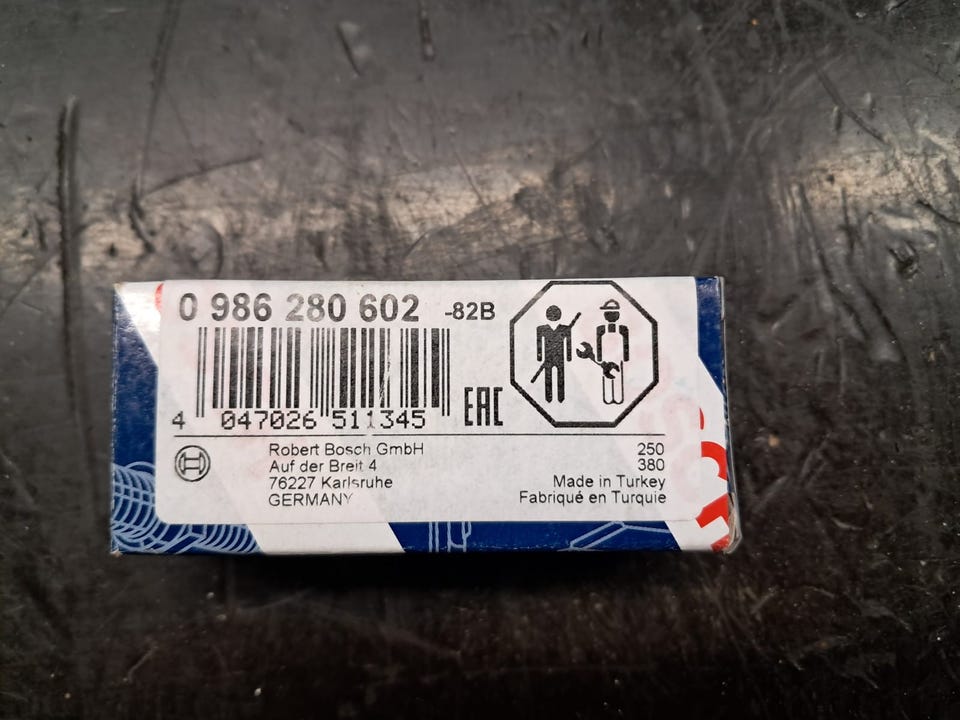 0 986 280 602 -82B
4 047026 511345
EAC
Robert Bosch GmbH
Auf der Breit 4
76227 Karlsruhe
GERMANY
250
380
Made in Turkey
Fabriqué en Turquie